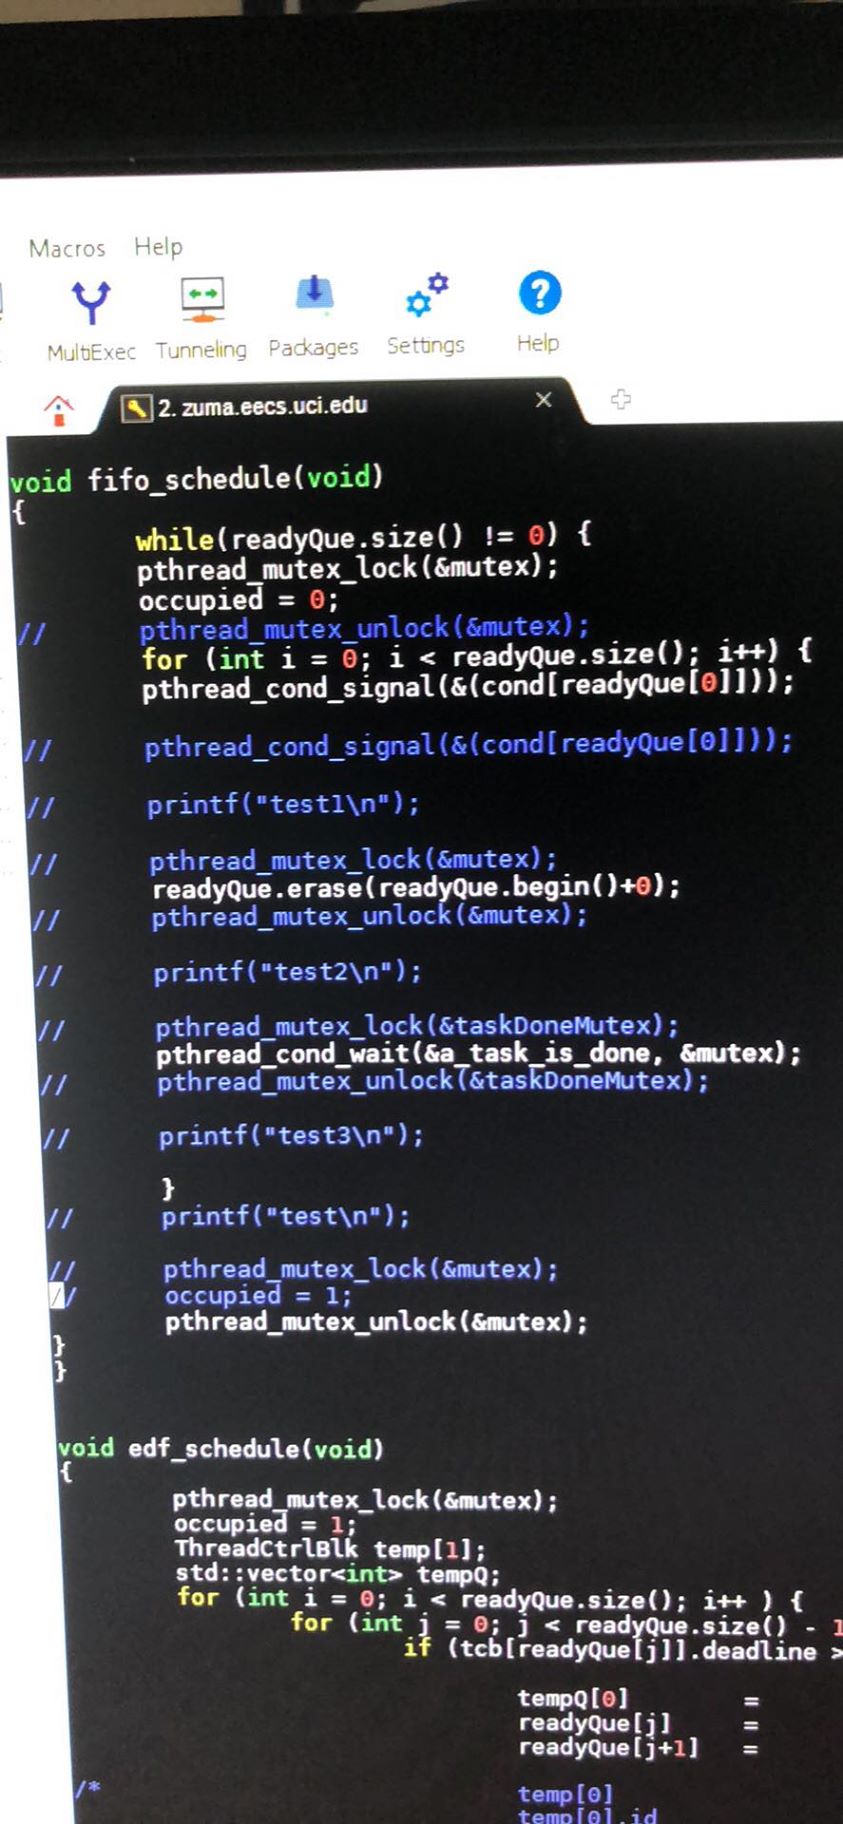 Macros Help
MultiExec Tunneling Packages Settings Help
2. zuma.eecs.uci.edu
void fifo_schedule(void)
{
while(readyQue.size() != 0) {
pthread_mutex_lock(&mutex);
occupied = 0;
// pthread_mutex_unlock(&mutex);
for (int i = 0; i < readyQue.size(); i++) {
pthread_cond_signal(&(cond[readyQue[0]]));
// pthread_cond_signal(&(cond[readyQue[0]]));
// printf("test1\n");
// pthread_mutex_lock(&mutex);
readyQue.erase(readyQue.begin()+0);
// pthread_mutex_unlock(&mutex);
// printf("test2\n");
// pthread_mutex_lock(&taskDoneMutex);
pthread_cond_wait(&a_task_is_done, &mutex);
// pthread_mutex_unlock(&taskDoneMutex);
// printf("test3\n");
}
// printf("test\n");
// pthread_mutex_lock(&mutex);
// occupied = 1;
pthread_mutex_unlock(&mutex);
}
}
void edf_schedule(void)
{
pthread_mutex_lock(&mutex);
occupied = 1;
ThreadCtrlBlk temp[1];
std::vector<int> tempQ;
for (int i = 0; i < readyQue.size(); i++ ) {
for (int j = 0; j < readyQue.size() - 1
if (tcb[readyQue[j]].deadline >
tempQ[0] =
readyQue[j] =
readyQue[j+1] =
/* temp[0]
temp[0].id